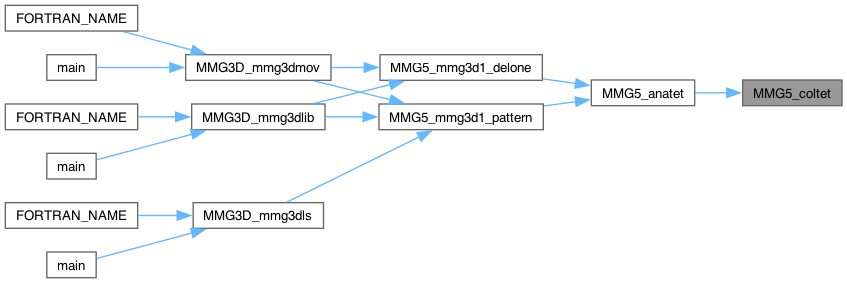 FORTRAN_NAME
main
MMG3D_mmg3dmov
MMG5_mmg3d1_delone
MMG5_anatet
MMG5_coltet
FORTRAN_NAME
MMG3D_mmg3dlib
MMG5_mmg3d1_pattern
main
FORTRAN_NAME
MMG3D_mmg3dls
main